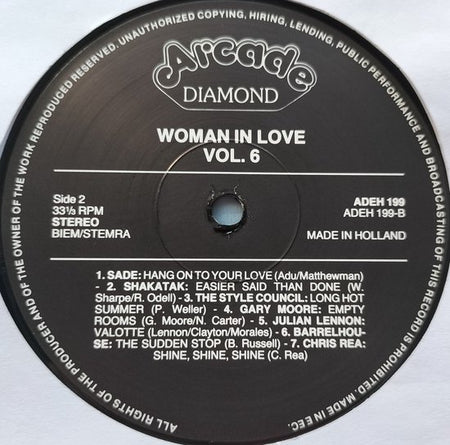 ALL RIGHTS OF THE PRODUCER AND OF THE OWNER OF THE WORK REPRODUCED RESERVED. UNAUTHORIZED COPYING, HIRING, LENDING, PUBLIC PERFORMANCE AND BROADCASTING OF THIS RECORD IS PROHIBITED. MADE IN EEC.
Arcade
DIAMOND
WOMAN IN LOVE
VOL. 6
Side 2
33⅓ RPM
STEREO
BIEM/STEMRA
ADEH 199
ADEH 199-B
MADE IN HOLLAND
1. SADE: HANG ON TO YOUR LOVE (Adu/Matthewman)
- 2. SHAKATAK: EASIER SAID THAN DONE (W.
Sharpe/R. Odell) - 3. THE STYLE COUNCIL: LONG HOT
SUMMER (P. Weller) - 4. GARY MOORE: EMPTY
ROOMS (G. Moore/N. Carter) - 5. JULIAN LENNON:
VALOTTE (Lennon/Clayton/Morales) - 6. BARRELHOU-
SE: THE SUDDEN STOP (B. Russell) - 7. CHRIS REA:
SHINE, SHINE, SHINE (C. Rea)